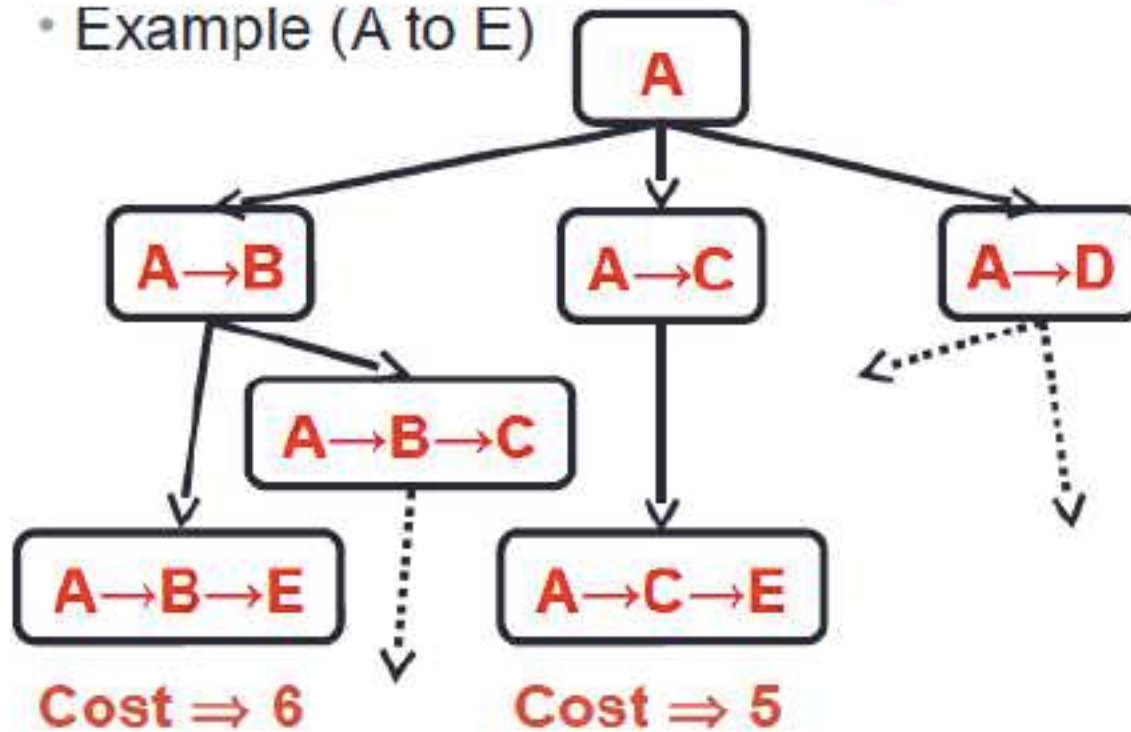 • Example (A to E)
A
A→B
A→C
A→D
A→B→C
A→B→E
A→C→E
Cost ⇒ 6
Cost ⇒ 5